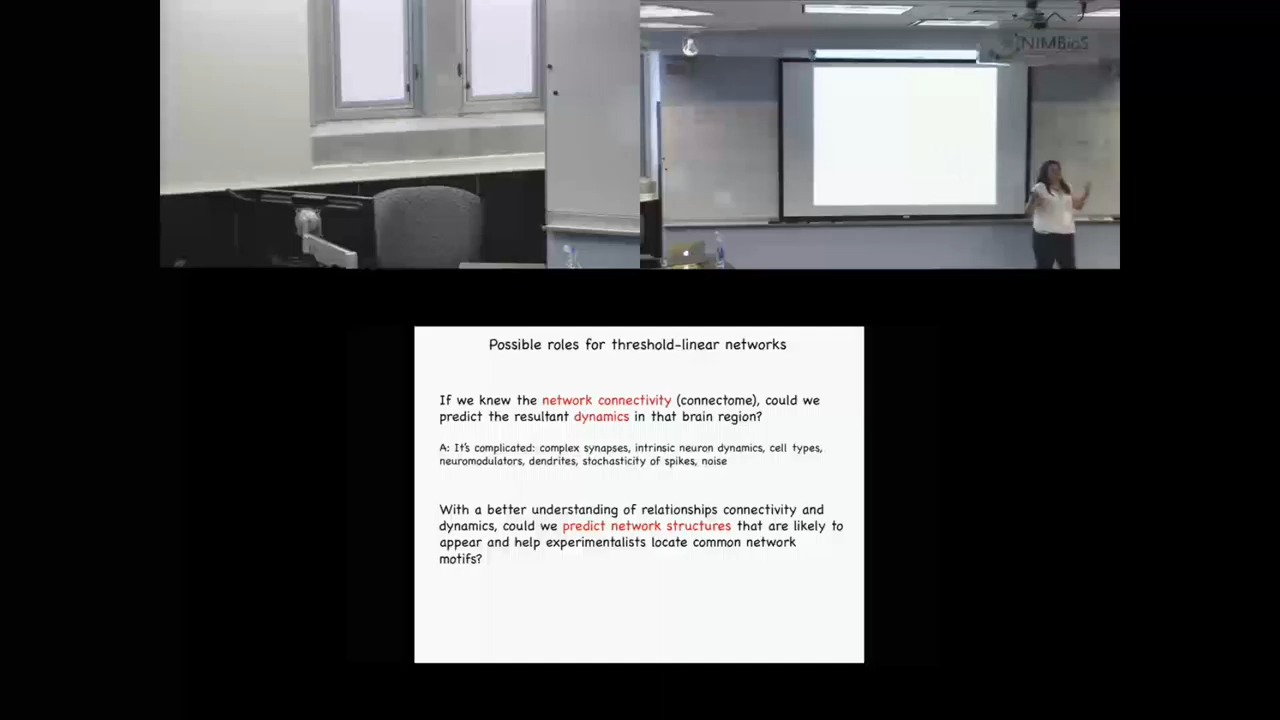 NIMBioS
Possible roles for threshold-linear networks
If we knew the network connectivity (connectome), could we
predict the resultant dynamics in that brain region?
A: It's complicated: complex synapses, intrinsic neuron dynamics, cell types,
neuromodulators, dendrites, stochasticity of spikes, noise
With a better understanding of relationships connectivity and
dynamics, could we predict network structures that are likely to
appear and help experimentalists locate common network
motifs?